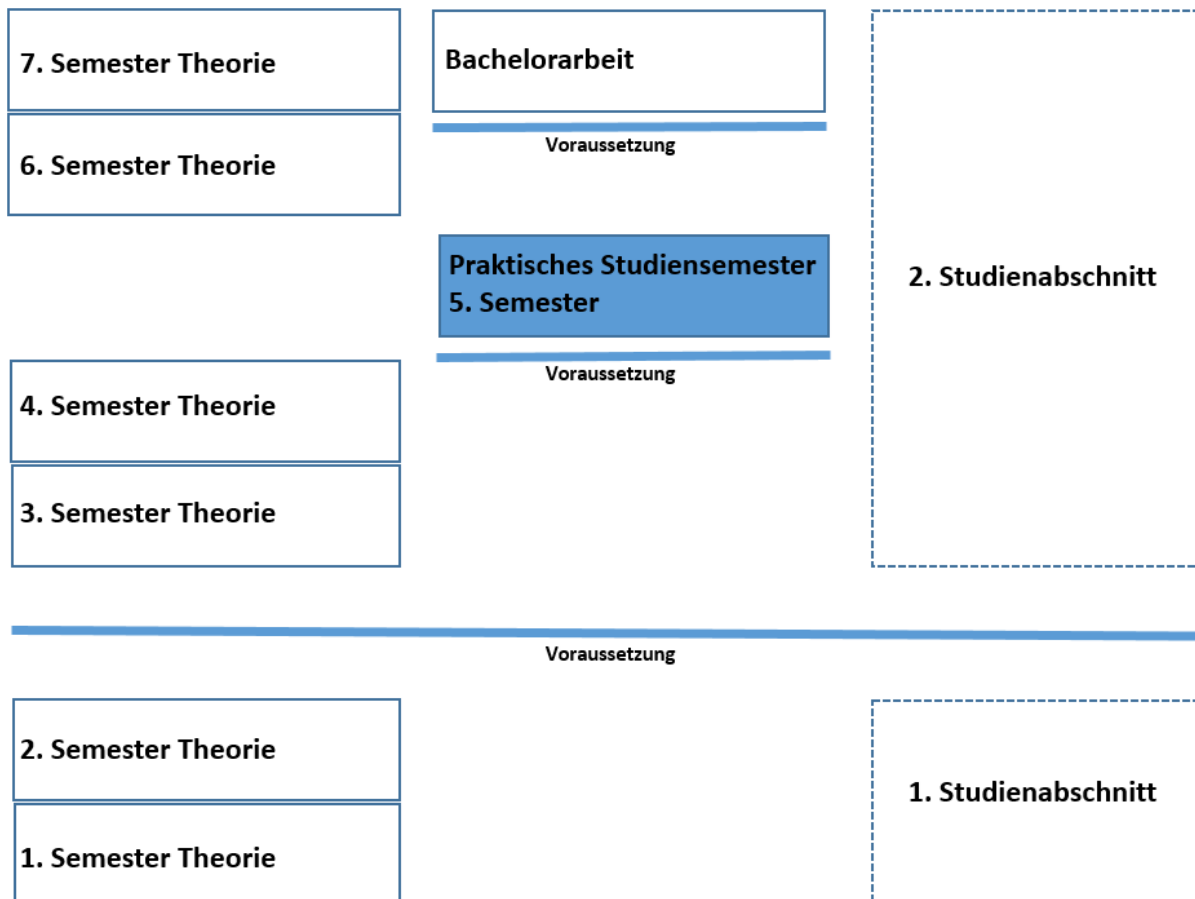 7. Semester Theorie
Bachelorarbeit
Voraussetzung
6. Semester Theorie
Praktisches Studiensemester
5. Semester
2. Studienabschnitt
Voraussetzung
4. Semester Theorie
3. Semester Theorie
Voraussetzung
2. Semester Theorie
1. Studienabschnitt
1. Semester Theorie